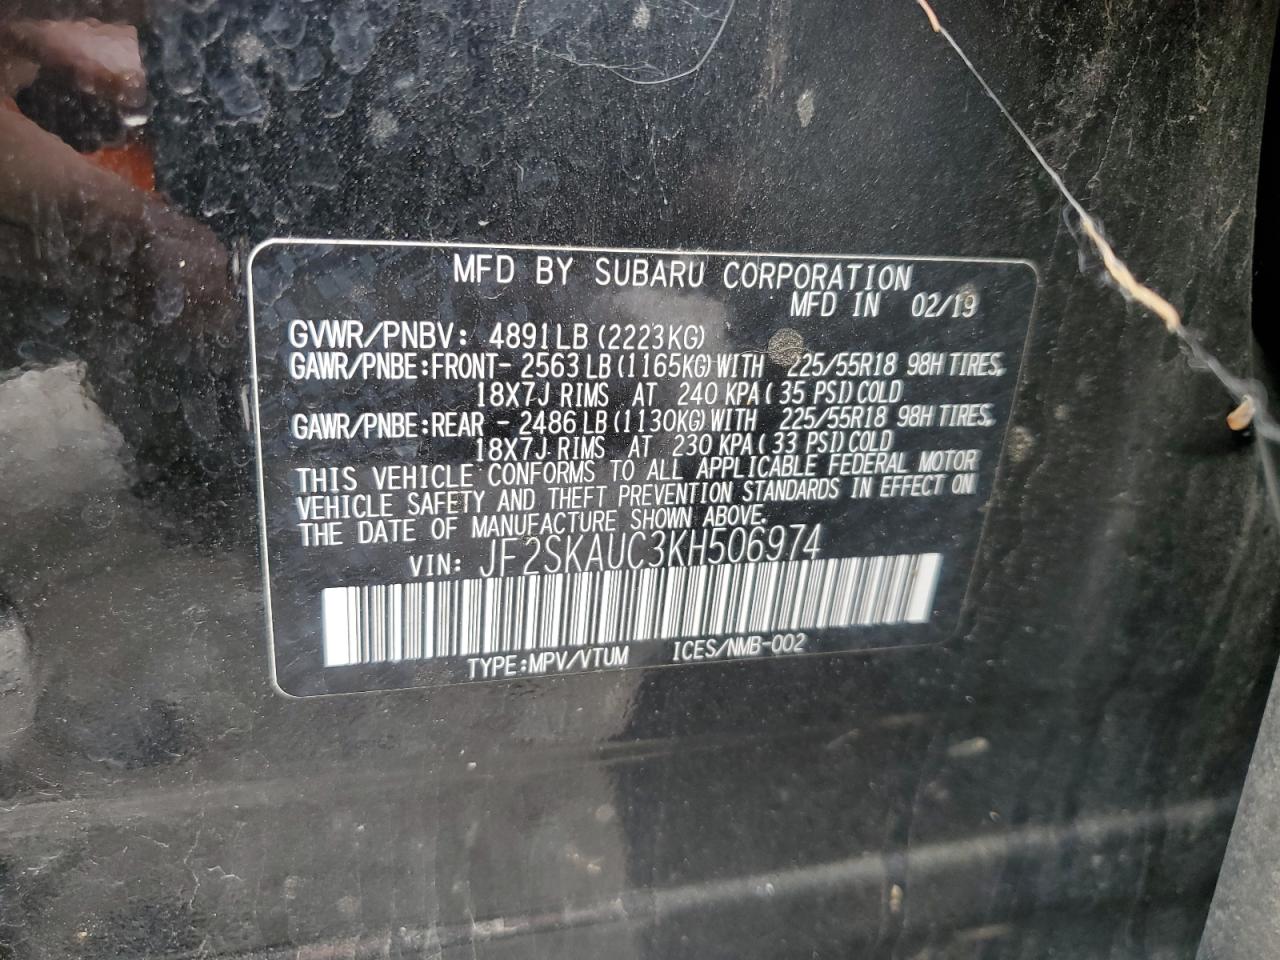 MFD BY SUBARU CORPORATION
MFD IN 02/19
GVWR/PNBV: 4891LB (2223KG)
GAWR/PNBE:FRONT- 2563 LB (1165KG) WITH 225/55R18 98H TIRES,
18X7J RIMS AT 240 KPA ( 35 PSI) COLD
GAWR/PNBE:REAR - 2486 LB (1130KG) WITH 225/55R18 98H TIRES,
18X7J RIMS AT 230 KPA ( 33 PSI) COLD
THIS VEHICLE CONFORMS TO ALL APPLICABLE FEDERAL MOTOR
VEHICLE SAFETY AND THEFT PREVENTION STANDARDS IN EFFECT ON
THE DATE OF MANUFACTURE SHOWN ABOVE.
VIN: JF2SKAUC3KH506974
TYPE:MPV/VTUM ICES/NMB-002